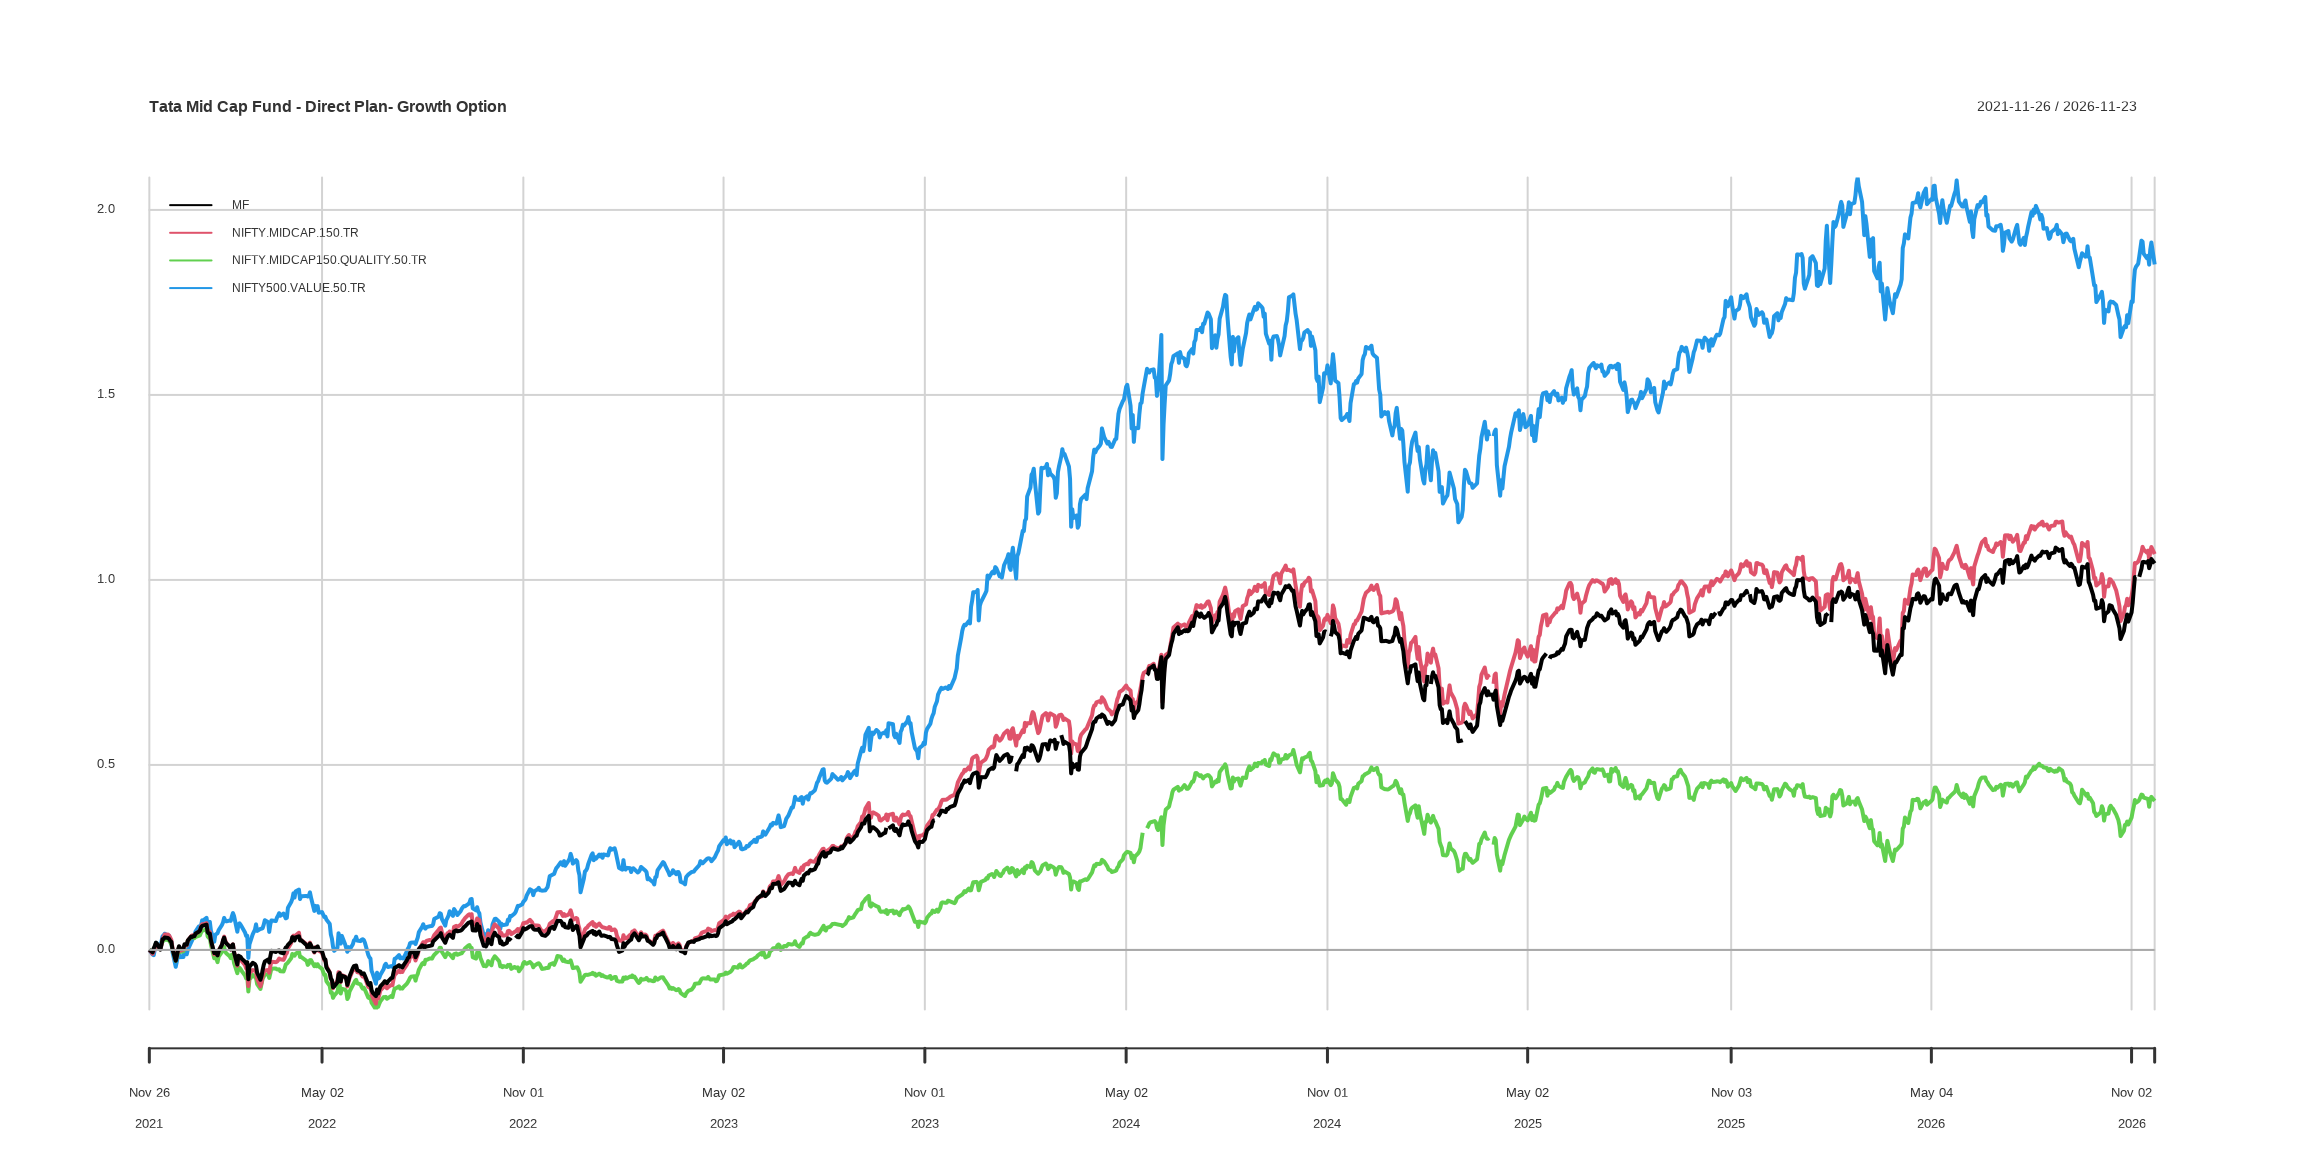 Tata Mid Cap Fund - Direct Plan- Growth Option
2021-11-26 / 2026-11-23
MF
NIFTY.MIDCAP.150.TR
NIFTY.MIDCAP150.QUALITY.50.TR
NIFTY500.VALUE.50.TR
2.0
1.5
1.0
0.5
0.0
Nov 26 May 02 Nov 01 May 02 Nov 01 May 02 Nov 01 May 02 Nov 03 May 04 Nov 02
2021 2022 2022 2023 2023 2024 2024 2025 2025 2026 2026